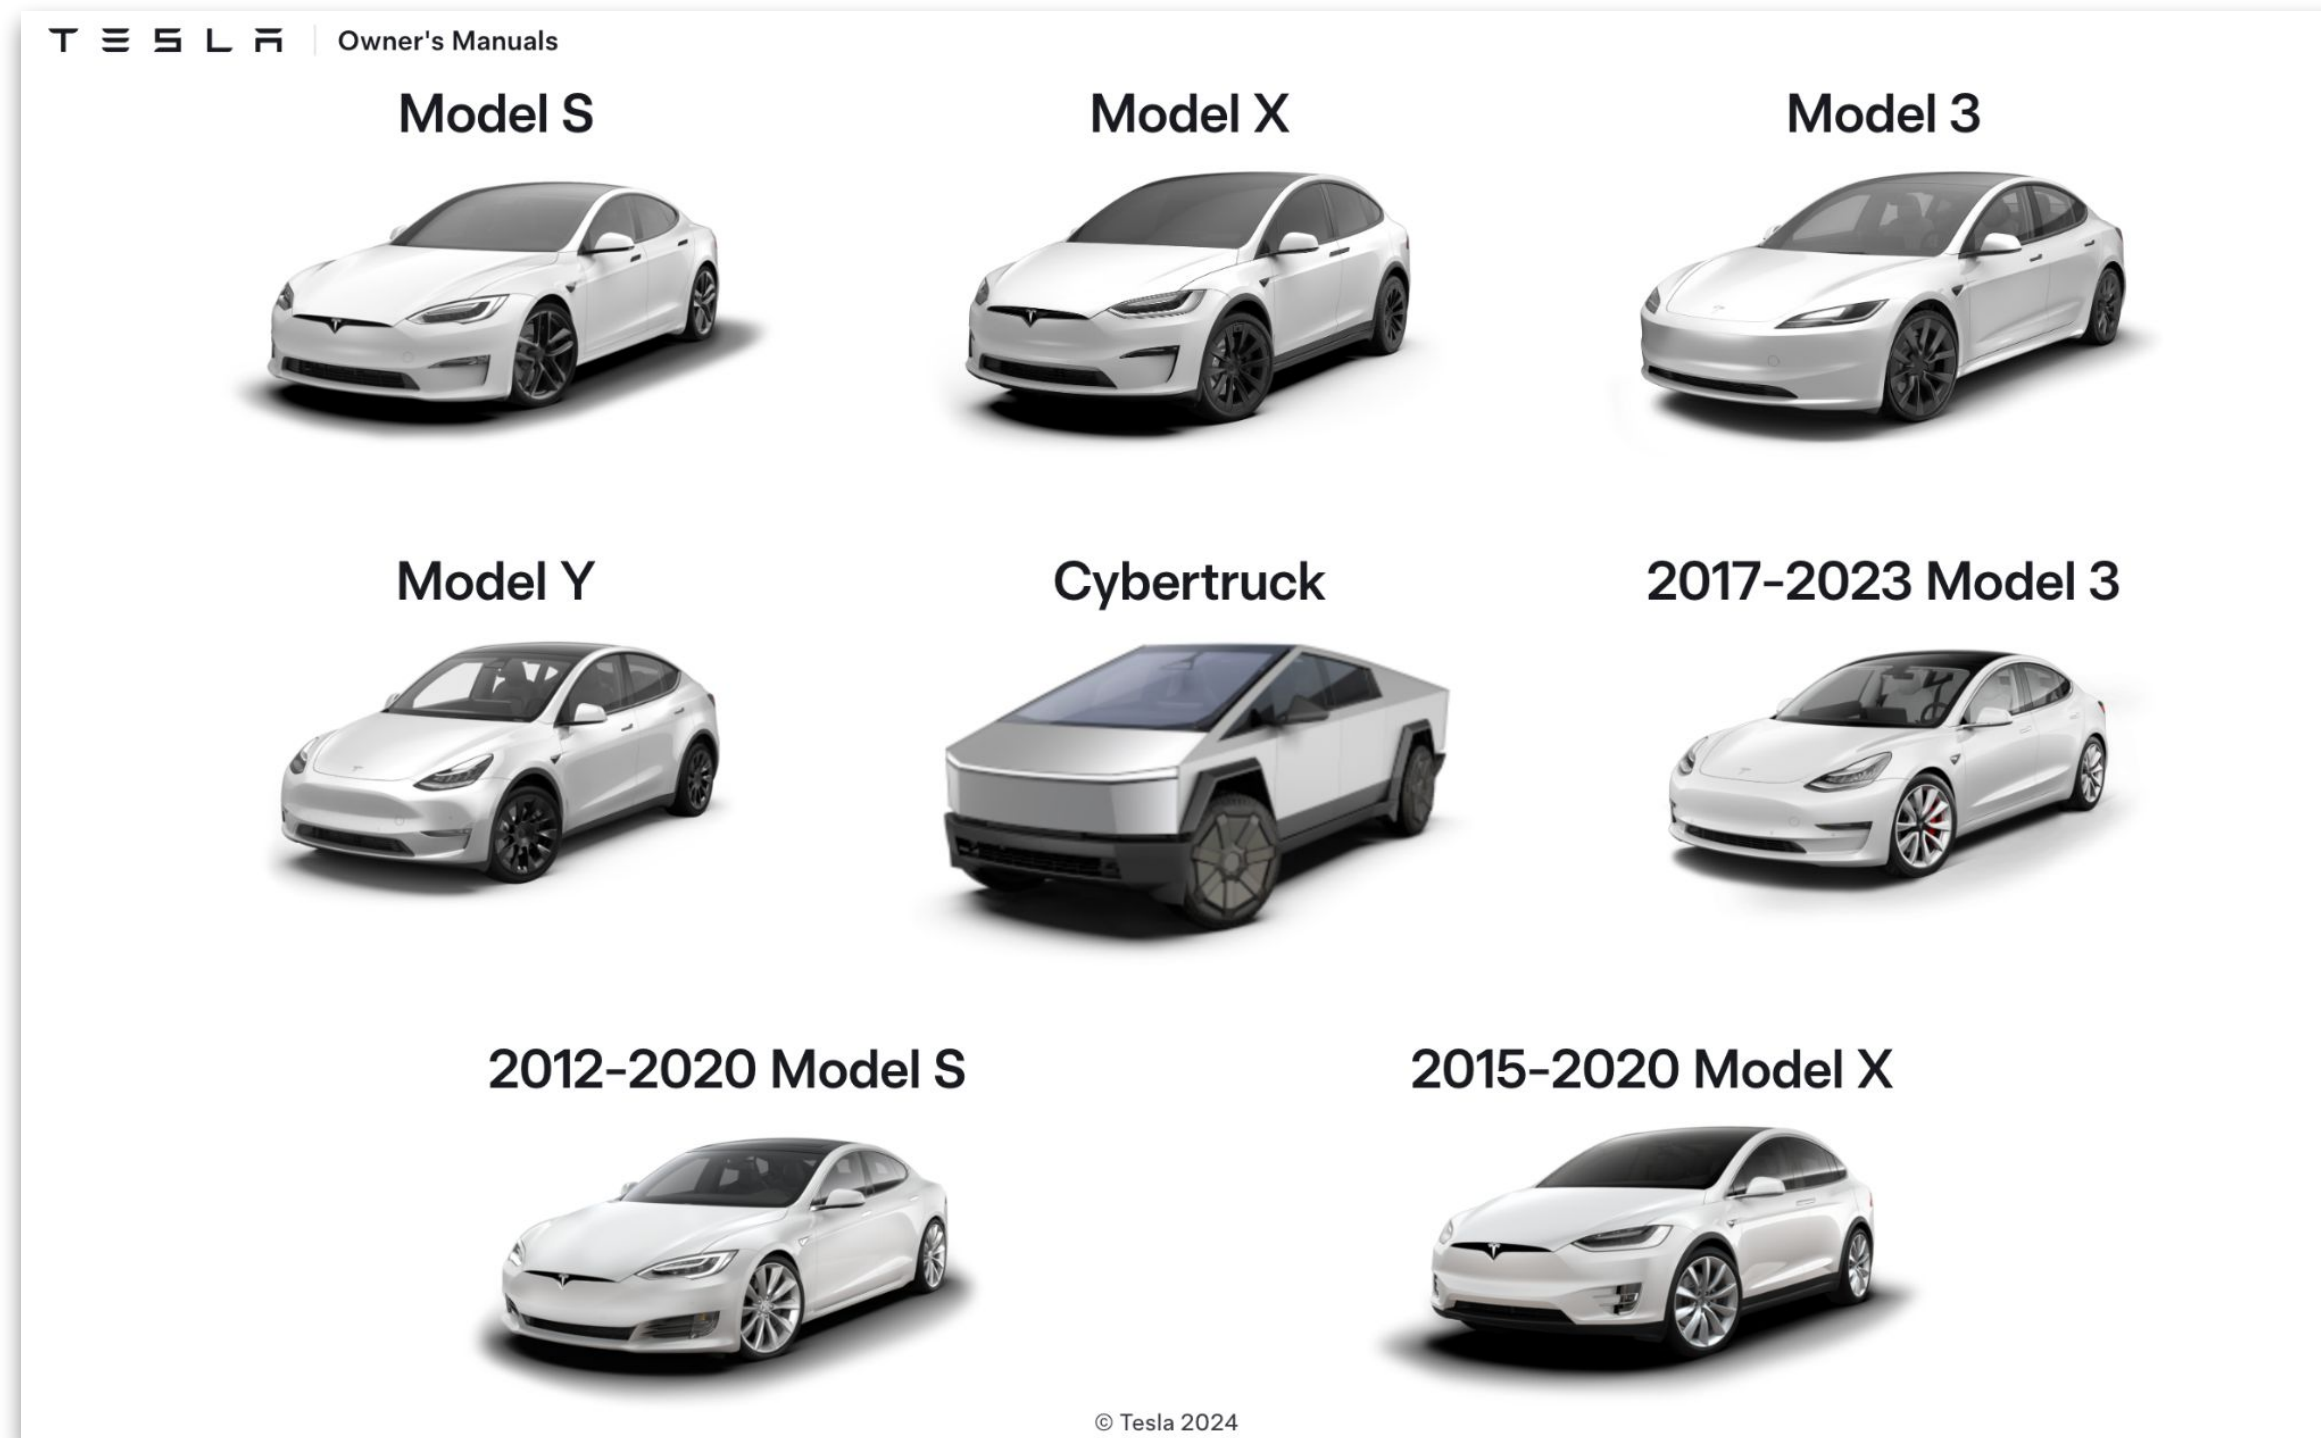 TESLA Owner's Manuals
Model S Model X Model 3
Model Y Cybertruck 2017-2023 Model 3
2012-2020 Model S 2015-2020 Model X
© Tesla 2024